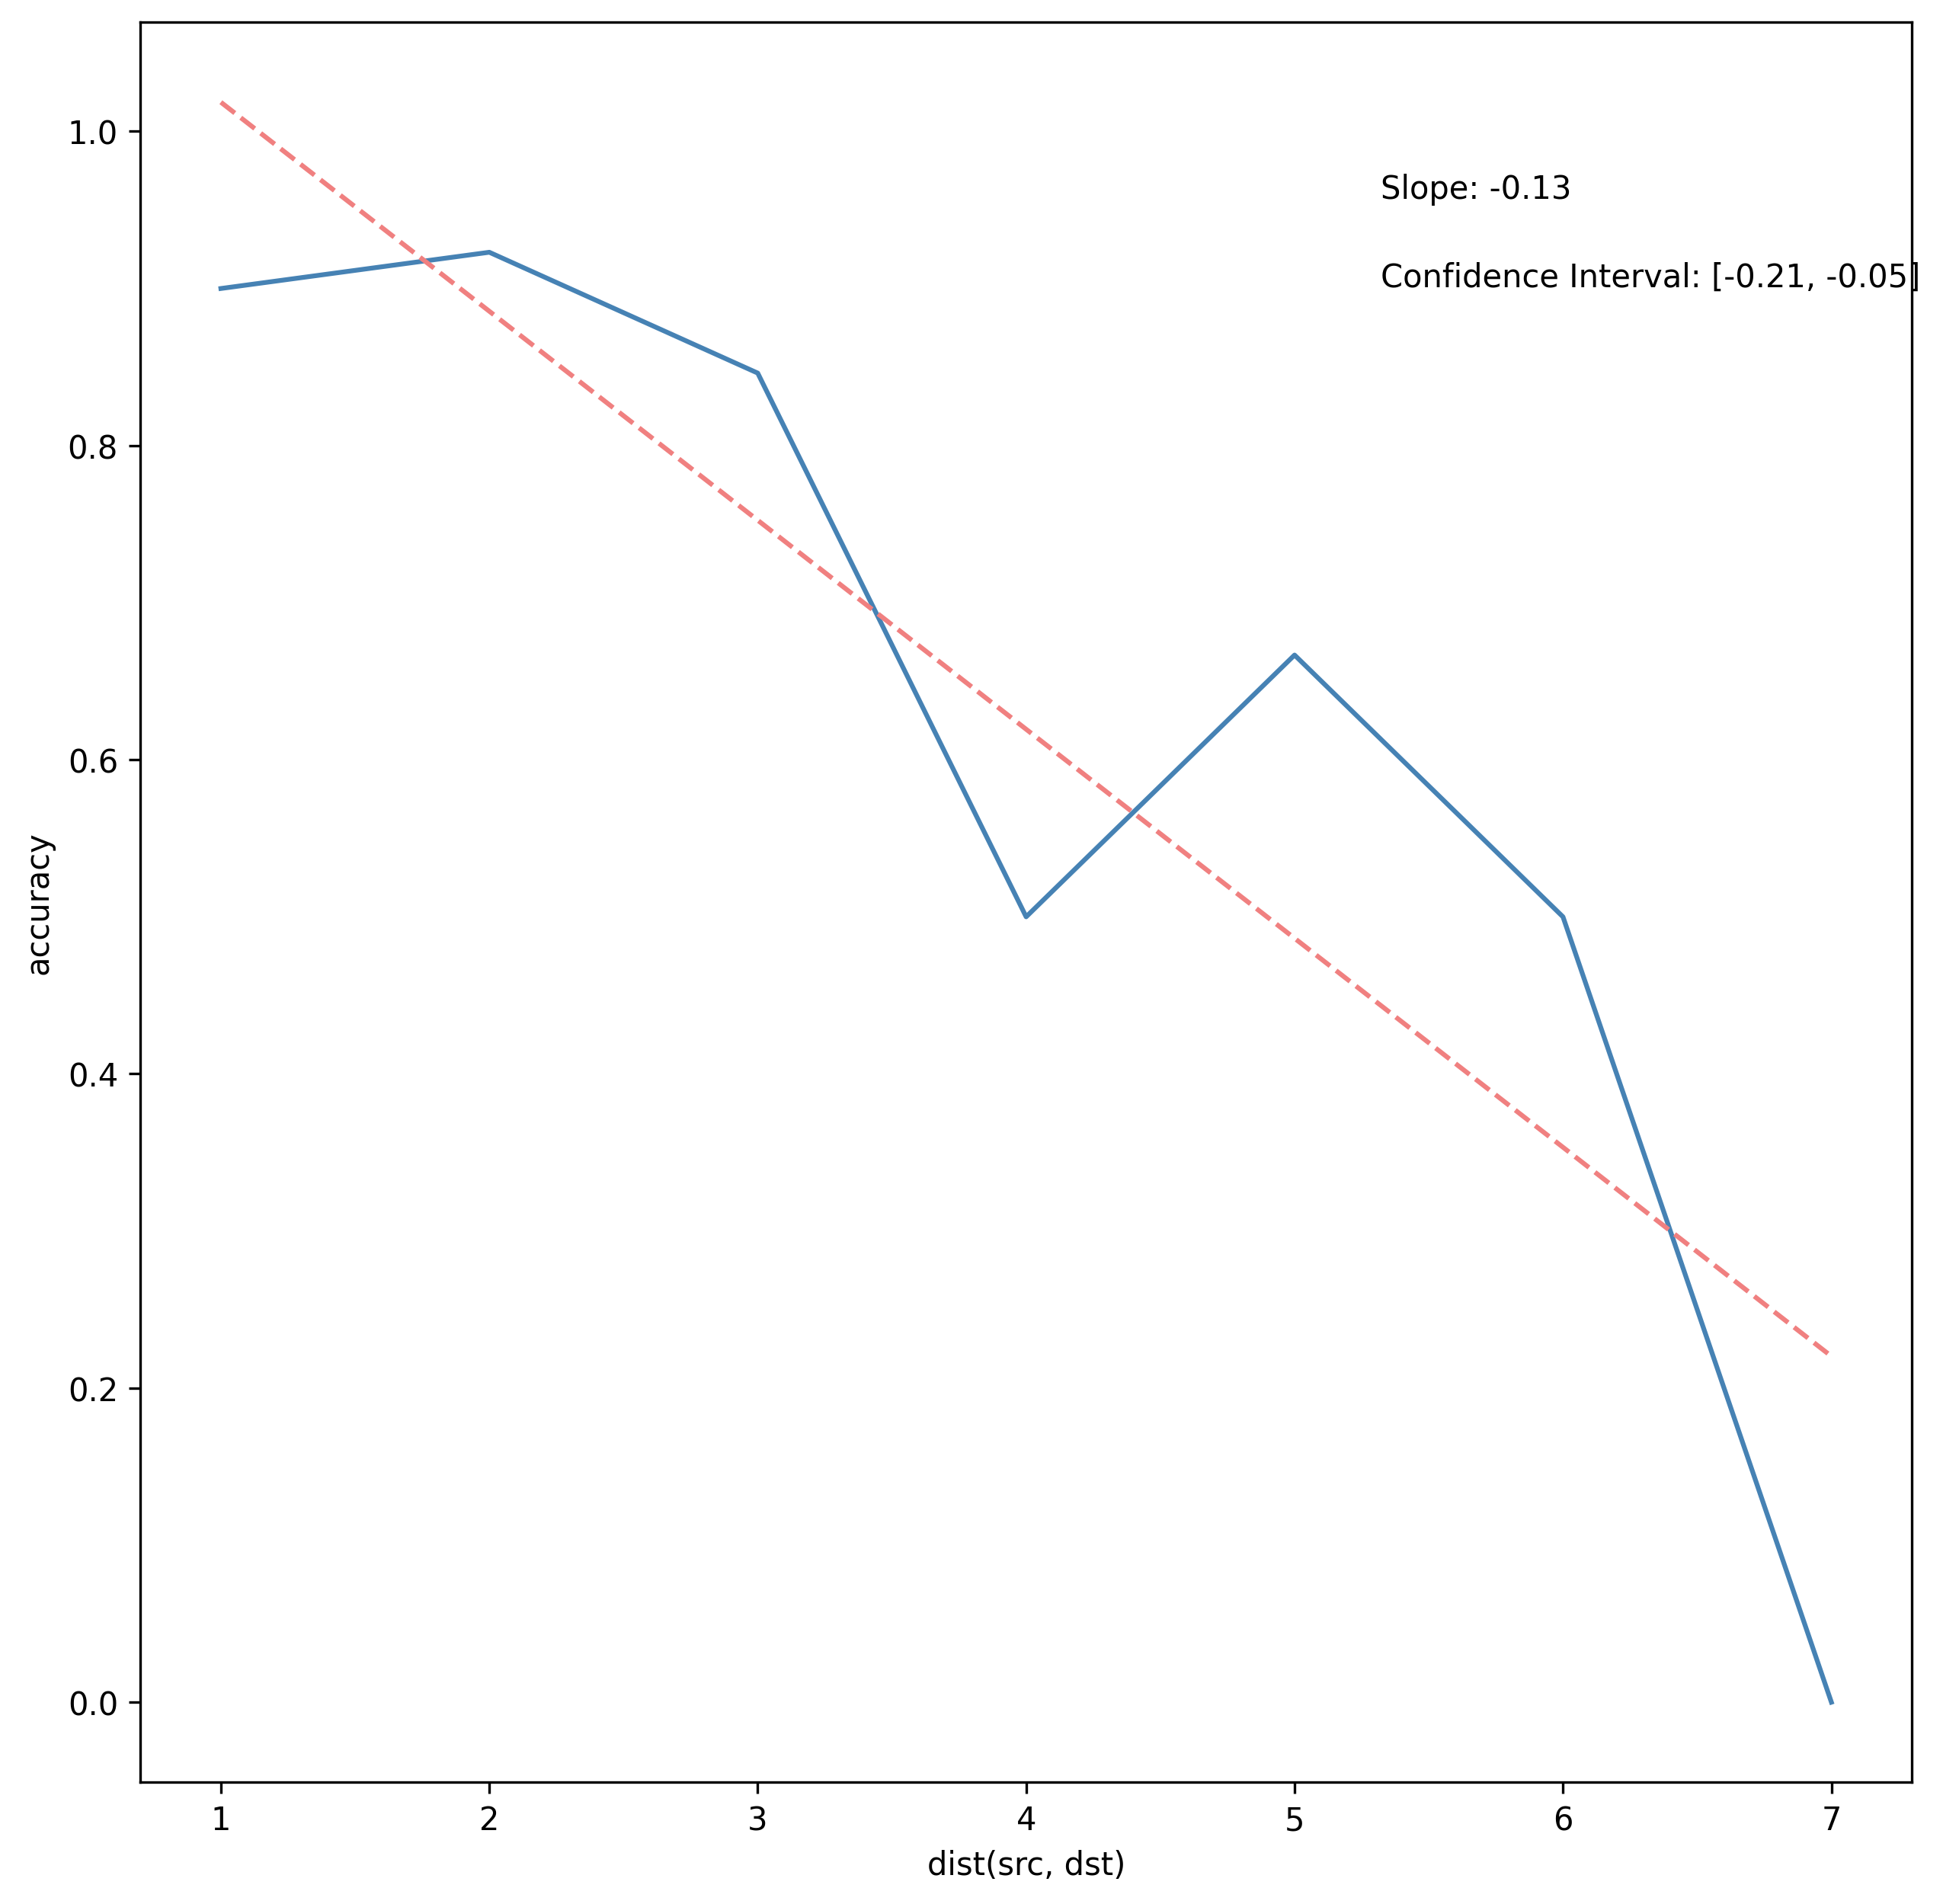 1.0
Slope: -0.13
Confidence Interval: [-0.21, -0.05]
0.8
0.6
accuracy
0.4
0.2
0.0
1 2 3 4 5 6 7
dist(src, dst)